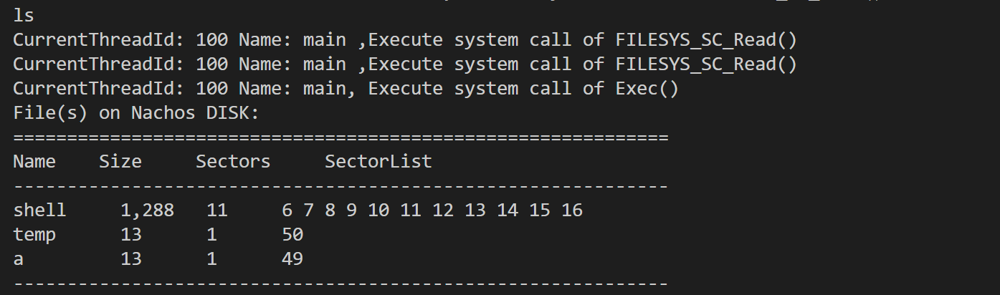 ls
CurrentThreadId: 100 Name: main ,Execute system call of FILESYS_SC_Read()
CurrentThreadId: 100 Name: main ,Execute system call of FILESYS_SC_Read()
CurrentThreadId: 100 Name: main, Execute system call of Exec()
File(s) on Nachos DISK:
=============================================================
Name    Size     Sectors     SectorList
-------------------------------------------------------------
shell     1,288   11     6 7 8 9 10 11 12 13 14 15 16
temp      13      1      50
a         13      1      49
-------------------------------------------------------------